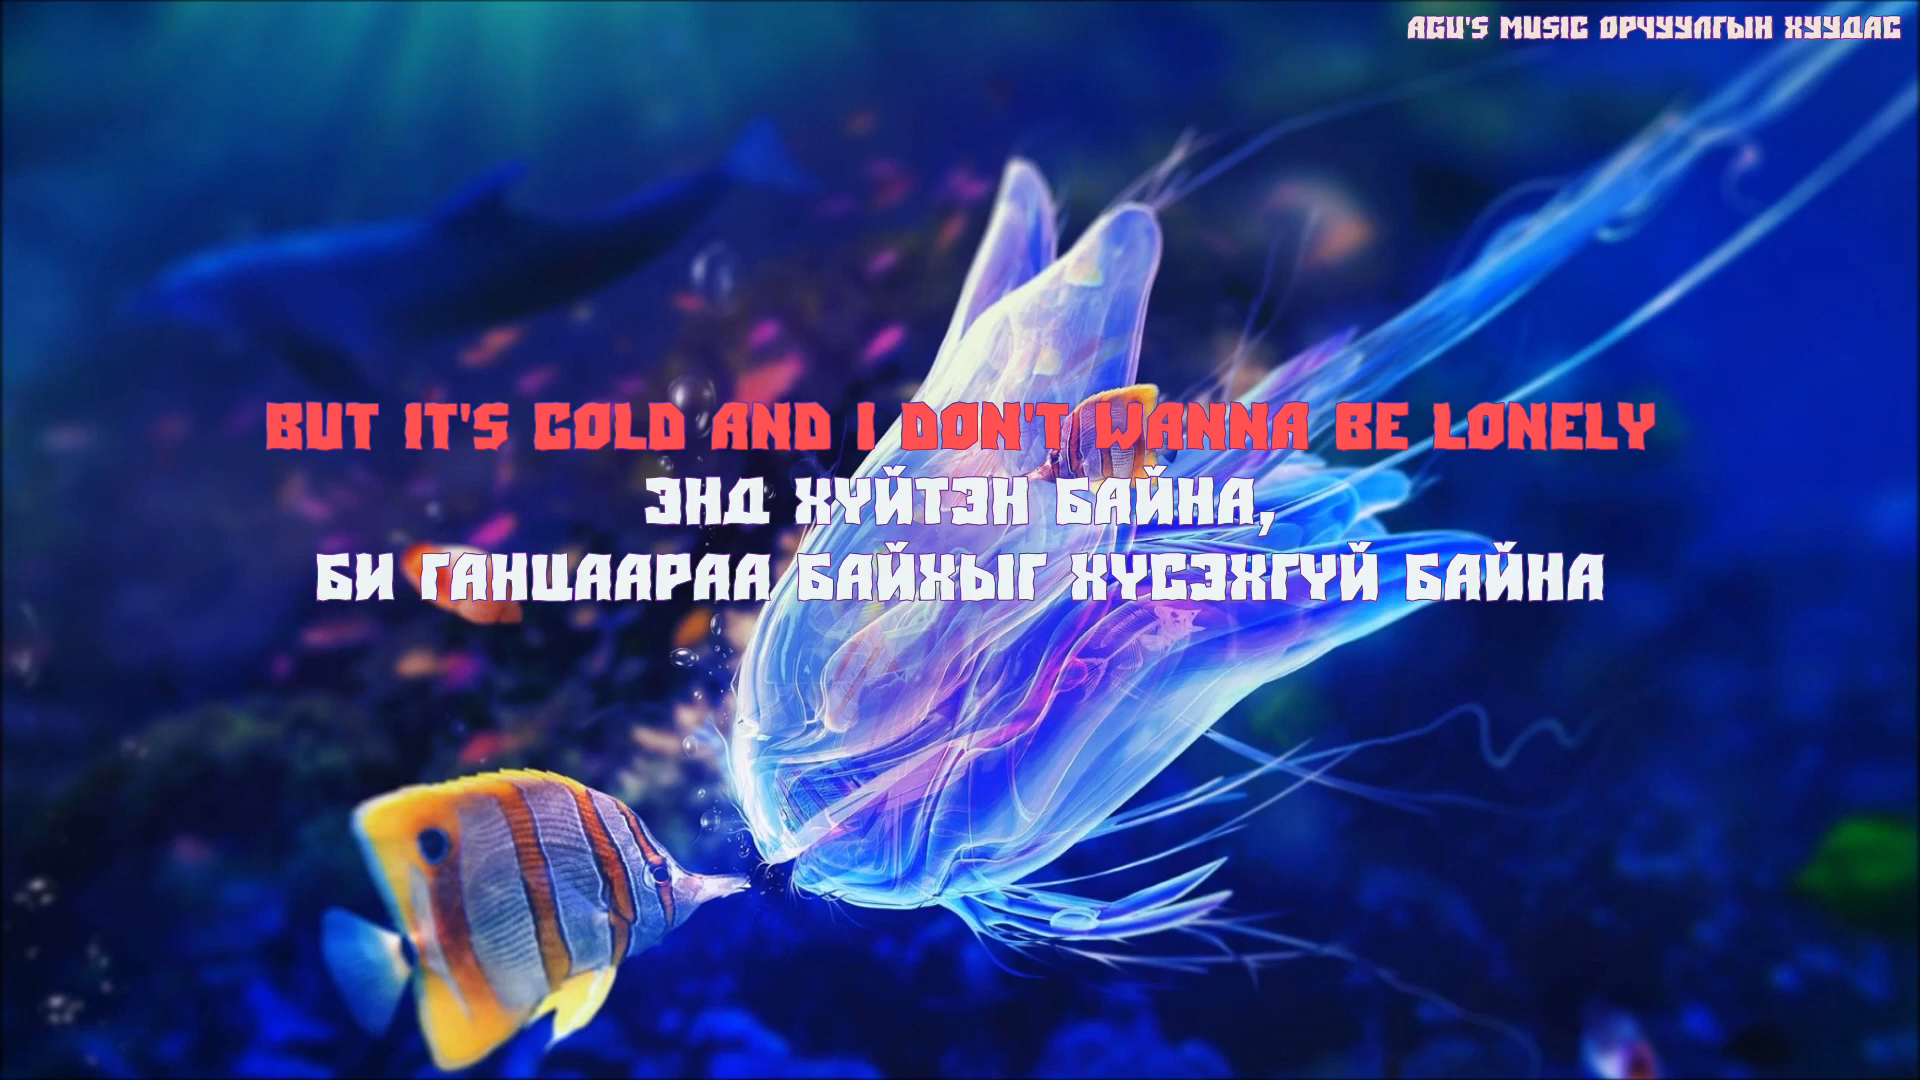 AGU'S MUSIC ОРЧУУЛГЫН ХУУДАС
BUT IT'S COLD AND I DON'T WANNA BE LONELY
ЭНД ХҮЙТЭН БАЙНА,
БИ ГАНЦААРАА БАЙХЫГ ХҮСЭХГҮЙ БАЙНА